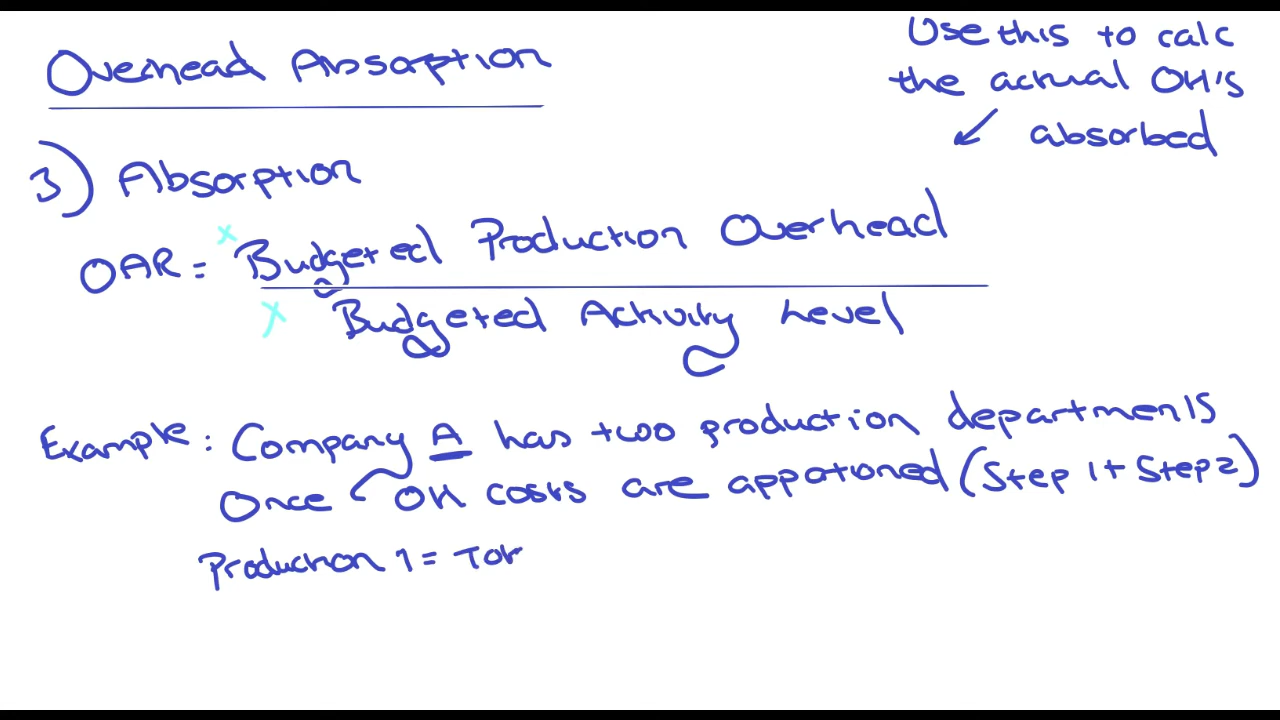 Overhead Absorption
Use this to calc
the actual OH's
absorbed
3) Absorption
OAR = Budgeted Production Overhead
Budgeted Activity Level
Example: Company A has two production departments
Once OH costs are appotioned (Step 1 + Step 2)
Production 1 = Tot